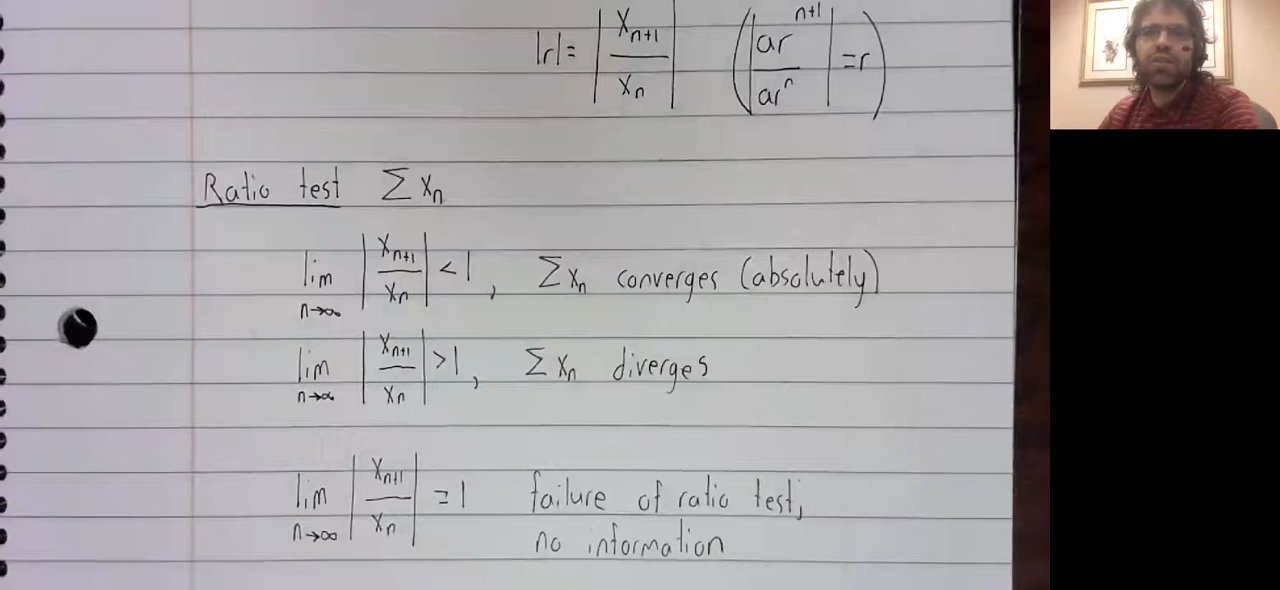 |r| = | x_{n+1} / x_n | ( | ar^{n+1} / ar^n | = r )
Ratio test Σ x_n
lim_{n→∞} | x_{n+1} / x_n | < 1, Σ x_n converges (absolutely)
lim_{n→∞} | x_{n+1} / x_n | > 1, Σ x_n diverges
lim_{n→∞} | x_{n+1} / x_n | = 1 failure of ratio test,
no information